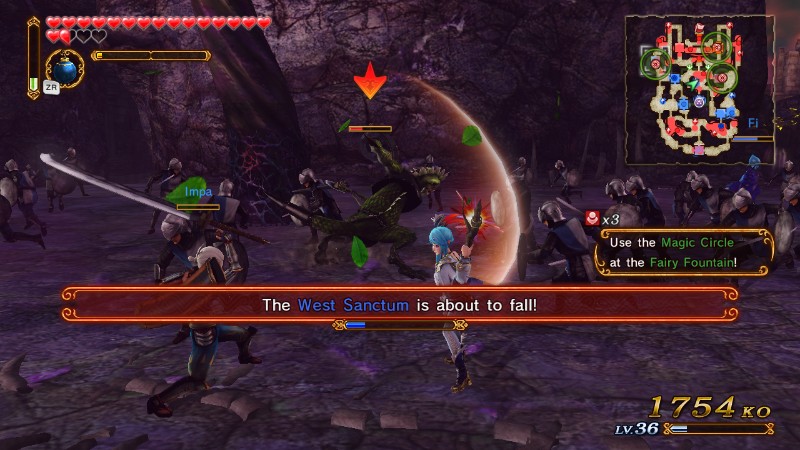 ZR
Fi
Impa
x3
Use the Magic Circle
at the Fairy Fountain!
The West Sanctum is about to fall!
1754 KO
LV.36